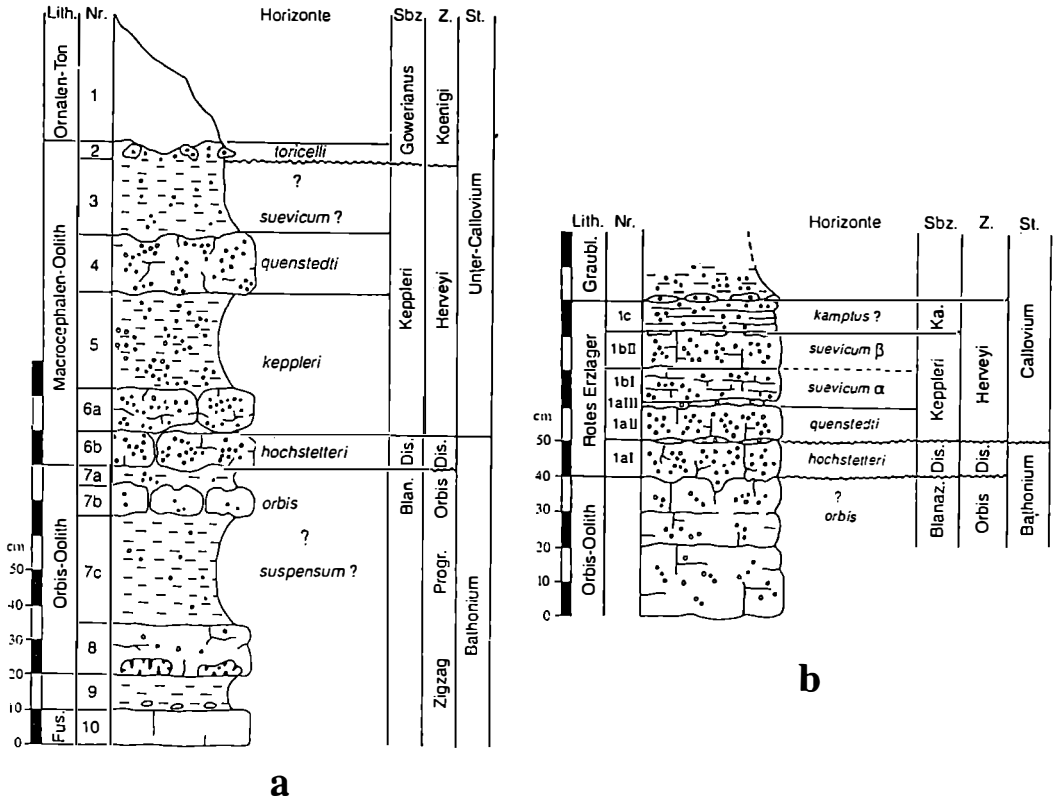 Lith. Nr. Horizonte Sbz. Z. St.
Ornalen-Ton
Macrocephalen-Oolith
Orbis-Oolith
Fus.
1
2
3
4
5
6a
6b
7a
7b
7c
8
9
10
toricelli
?
suevicum ?
quenstedti
keppleri
hochstetteri
orbis
?
suspensum ?
Gowerianus
Keppleri
Dis.
Blan.
Koenigi
Herveyi
Dis.
Orbis
Progr.
Zigzag
Unter-Callovium
Bathonium
cm
50
40
30
20
10
0
a
Lith. Nr. Horizonte Sbz. Z. St.
Graubl.
Rotes Erzlager
Orbis-Oolith
1c
1bII
1bI
1aIII
1aII
1aI
kamptus ?
suevicum β
suevicum α
quenstedti
hochstetteri
?
orbis
Ka.
Keppleri
Dis.
Blanaz.
Herveyi
Dis.
Orbis
Callovium
Bathonium
cm
50
40
30
20
10
0
b